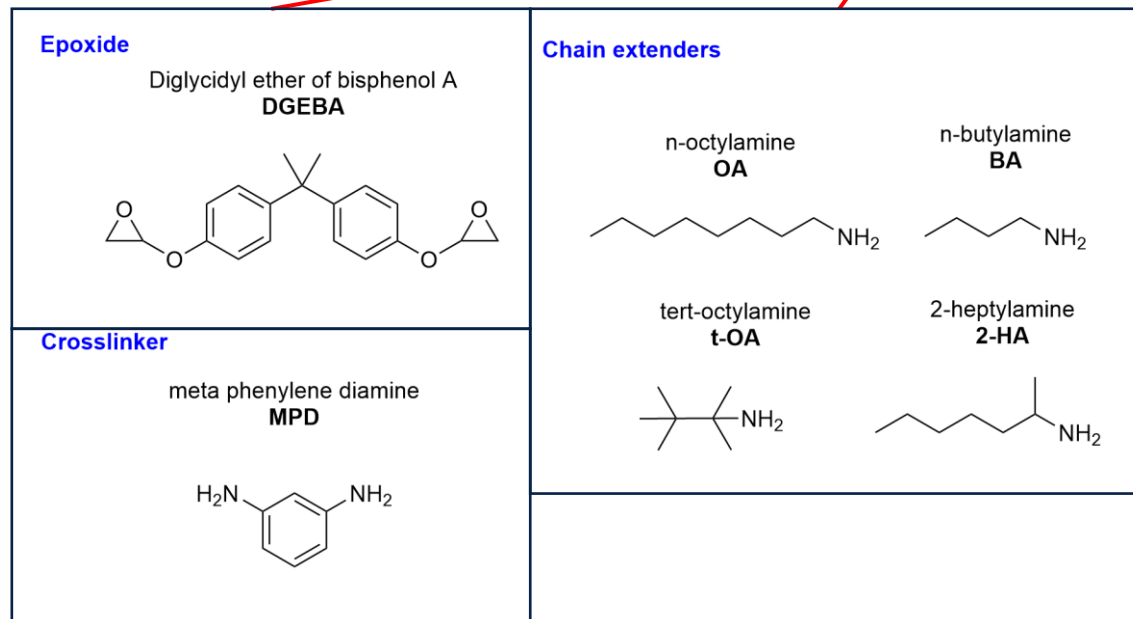 Epoxide
Diglycidyl ether of bisphenol A
DGEBA
O
O
O
O
Crosslinker
meta phenylene diamine
MPD
H2N
NH2
Chain extenders
n-octylamine
OA
NH2
n-butylamine
BA
NH2
tert-octylamine
t-OA
NH2
2-heptylamine
2-HA
NH2